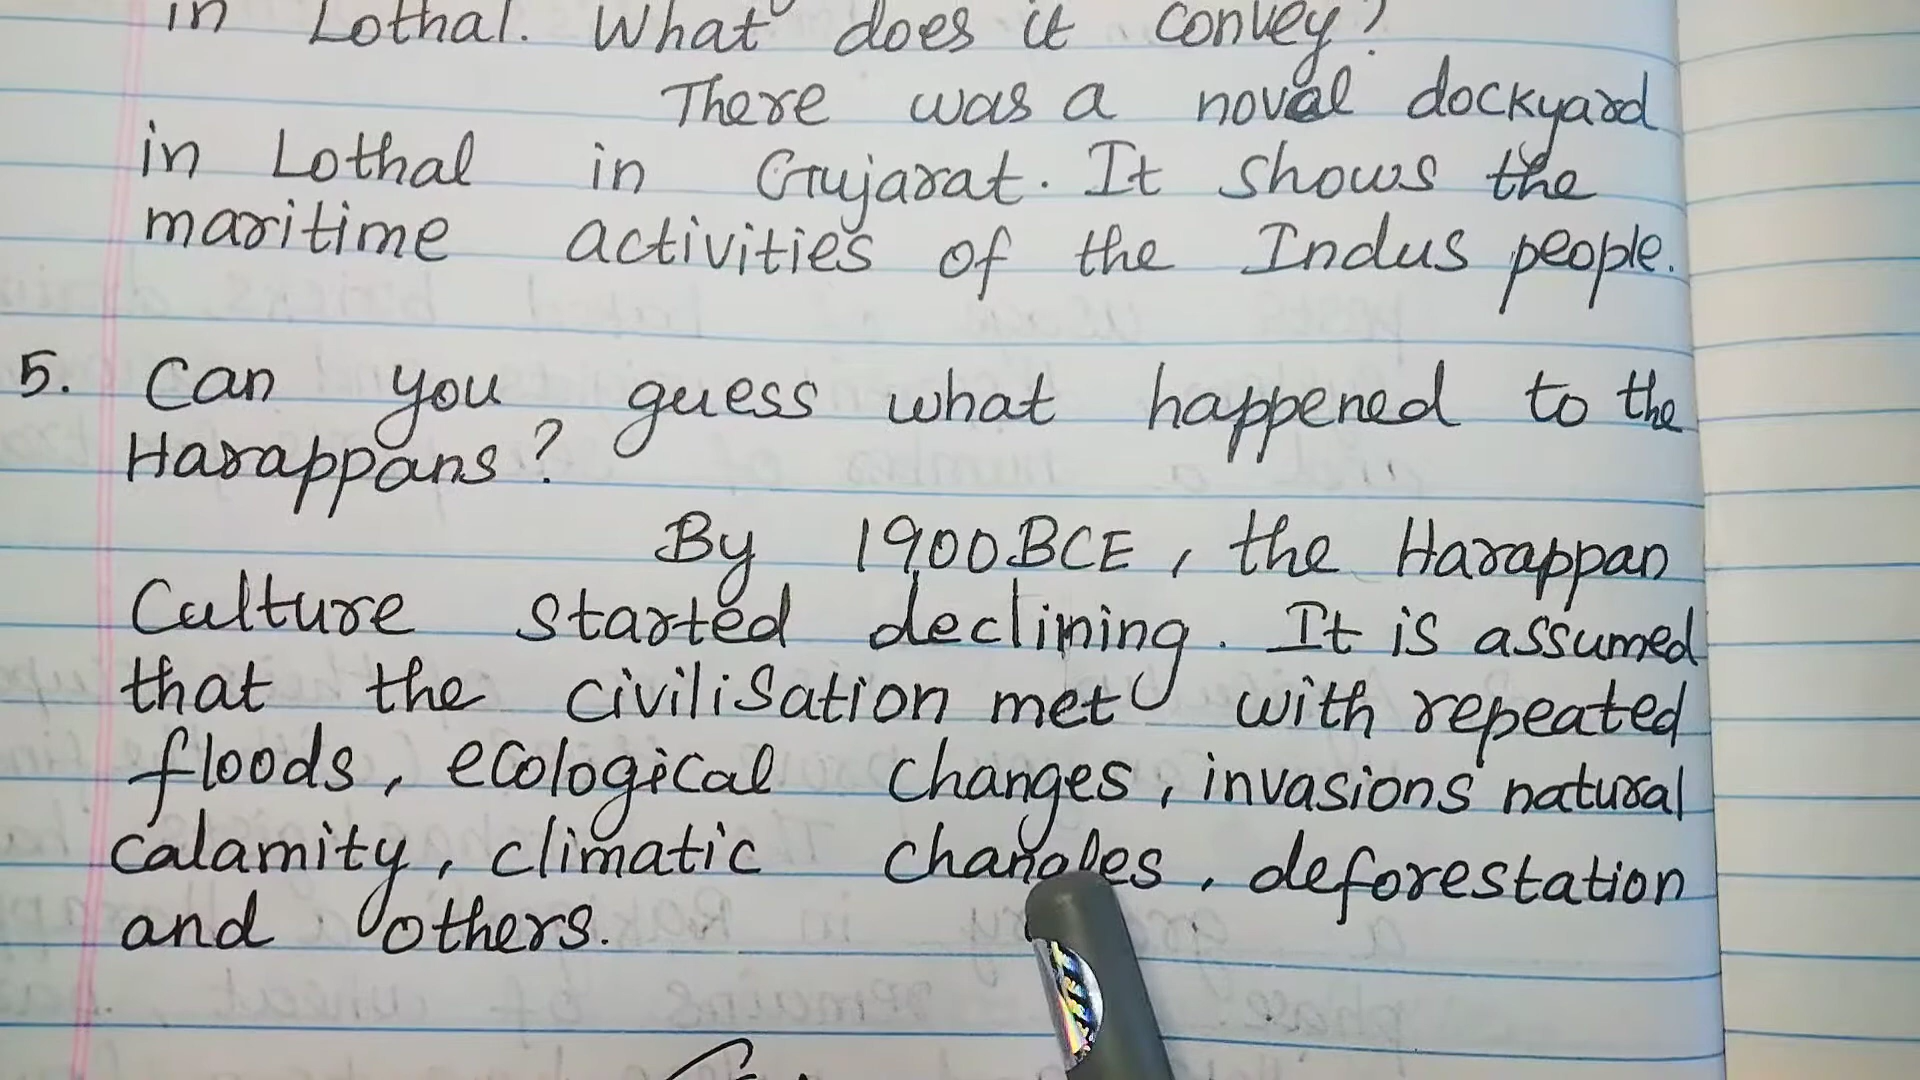 in Lothal. What does it convey?
There was a noval dockyard
in Lothal in Gujarat. It shows the
maritime activities of the Indus people.
5. Can you guess what happened to the
Harappans?
By 1900 BCE, the Harappan
Culture started declining. It is assumed
that the civilisation met with repeated
floods, ecological changes, invasions natural
calamity, climatic changes, deforestation
and others.